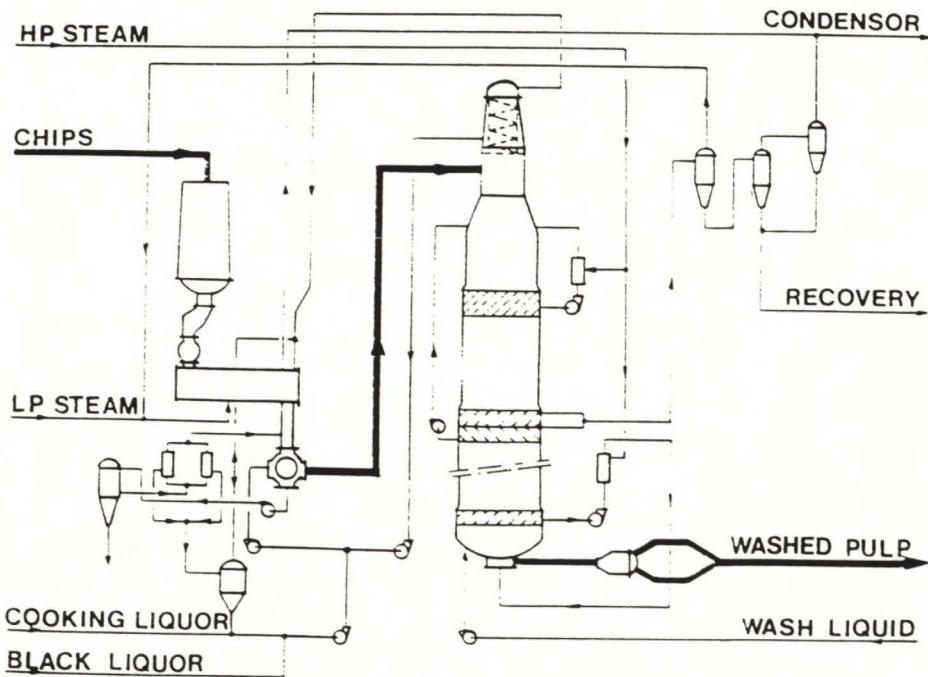 HP STEAM
CONDENSOR
CHIPS
RECOVERY
LP STEAM
WASHED PULP
COOKING LIQUOR
WASH LIQUID
BLACK LIQUOR